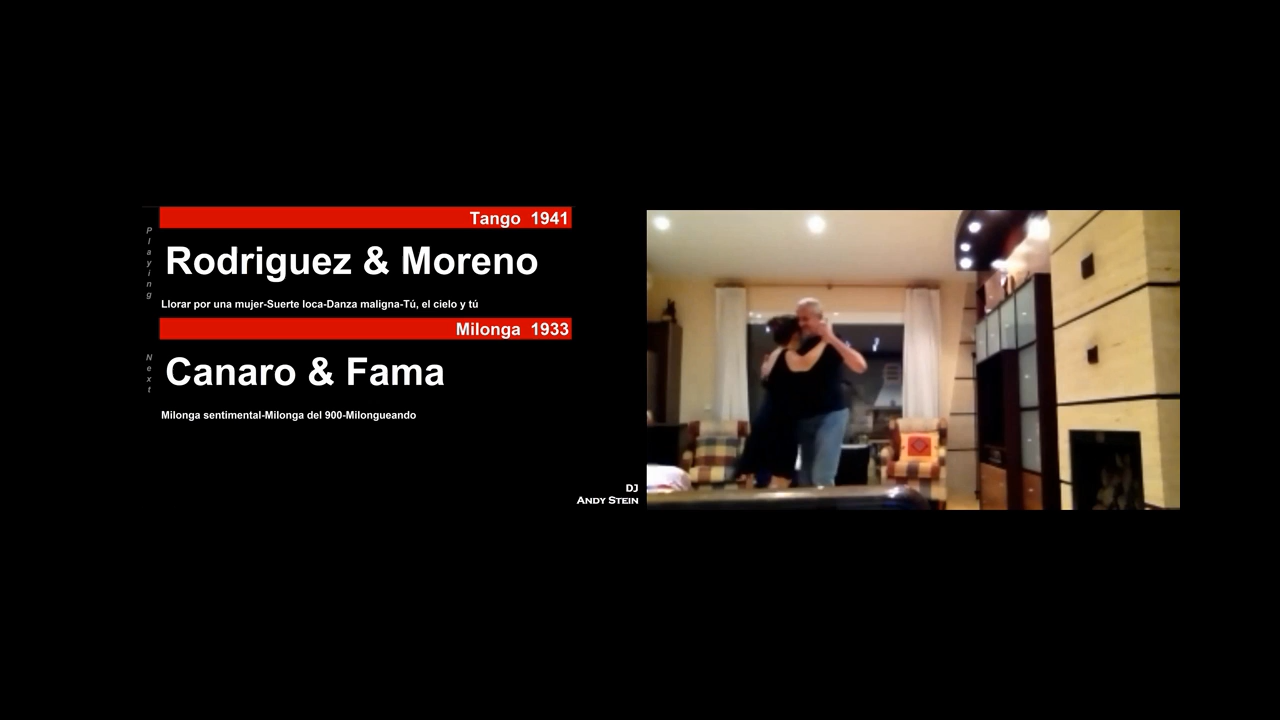 Playing
Tango 1941
Rodriguez & Moreno
Llorar por una mujer-Suerte loca-Danza maligna-Tú, el cielo y tú
Next
Milonga 1933
Canaro & Fama
Milonga sentimental-Milonga del 900-Milongueando
DJ
ANDY STEIN